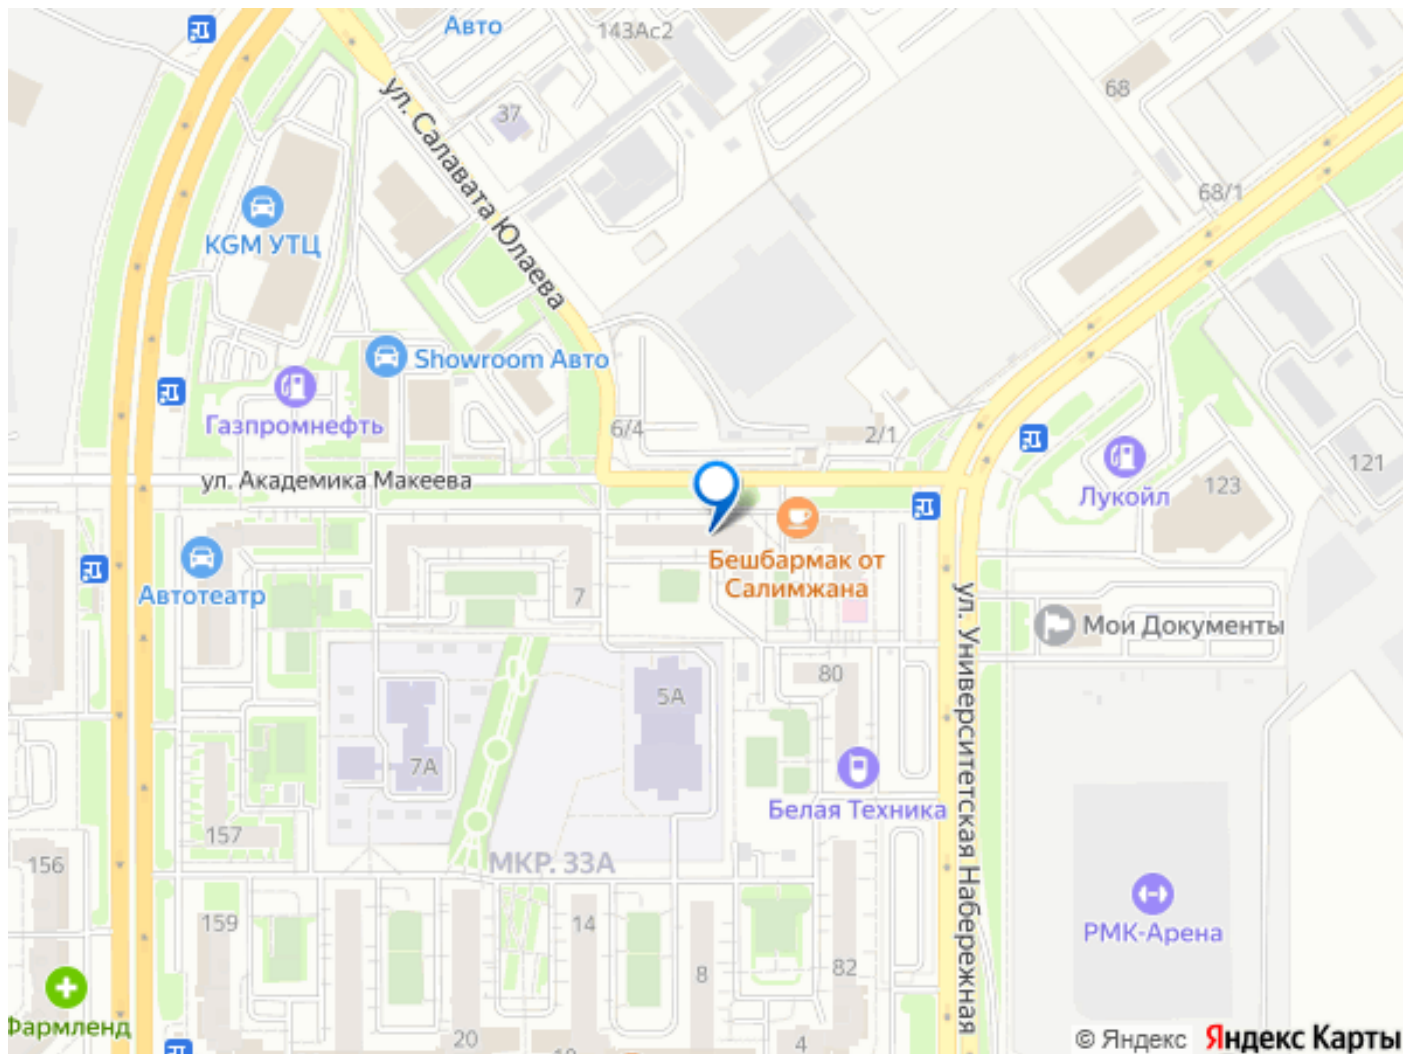 Авто
143Ас2
68
37
ул. Салавата Юлаева
68/1
KGM УТЦ
Showroom Авто
Газпромнефть
6/4
2/1
ул. Академика Макеева
Лукойл
123
121
Бешбармак от
Салимжана
Автотеатр
7
ул. Университетская Набережная
Мои Документы
80
5А
7А
Белая Техника
157
МКР. 33А
156
159
14
8
82
РМК-Арена
Фармленд
20
4
© Яндекс Яндекс Карты